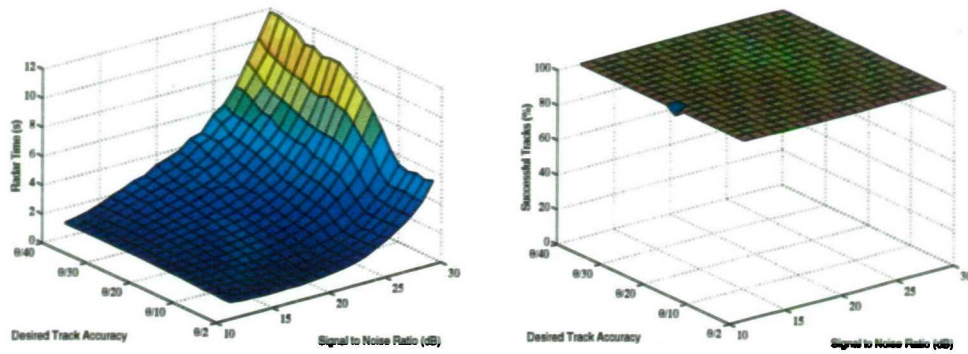 12
10
8
6
4
2
0
Radar Time (s)
θ/40
θ/30
θ/20
θ/10
θ/2
10
15
20
25
30
Desired Track Accuracy
Signal to Noise Ratio (dB)
100
80
60
40
20
0
Successful Tracks (%)
θ/40
θ/30
θ/20
θ/10
θ/2
10
15
20
25
30
Desired Track Accuracy
Signal to Noise Ratio (dB)